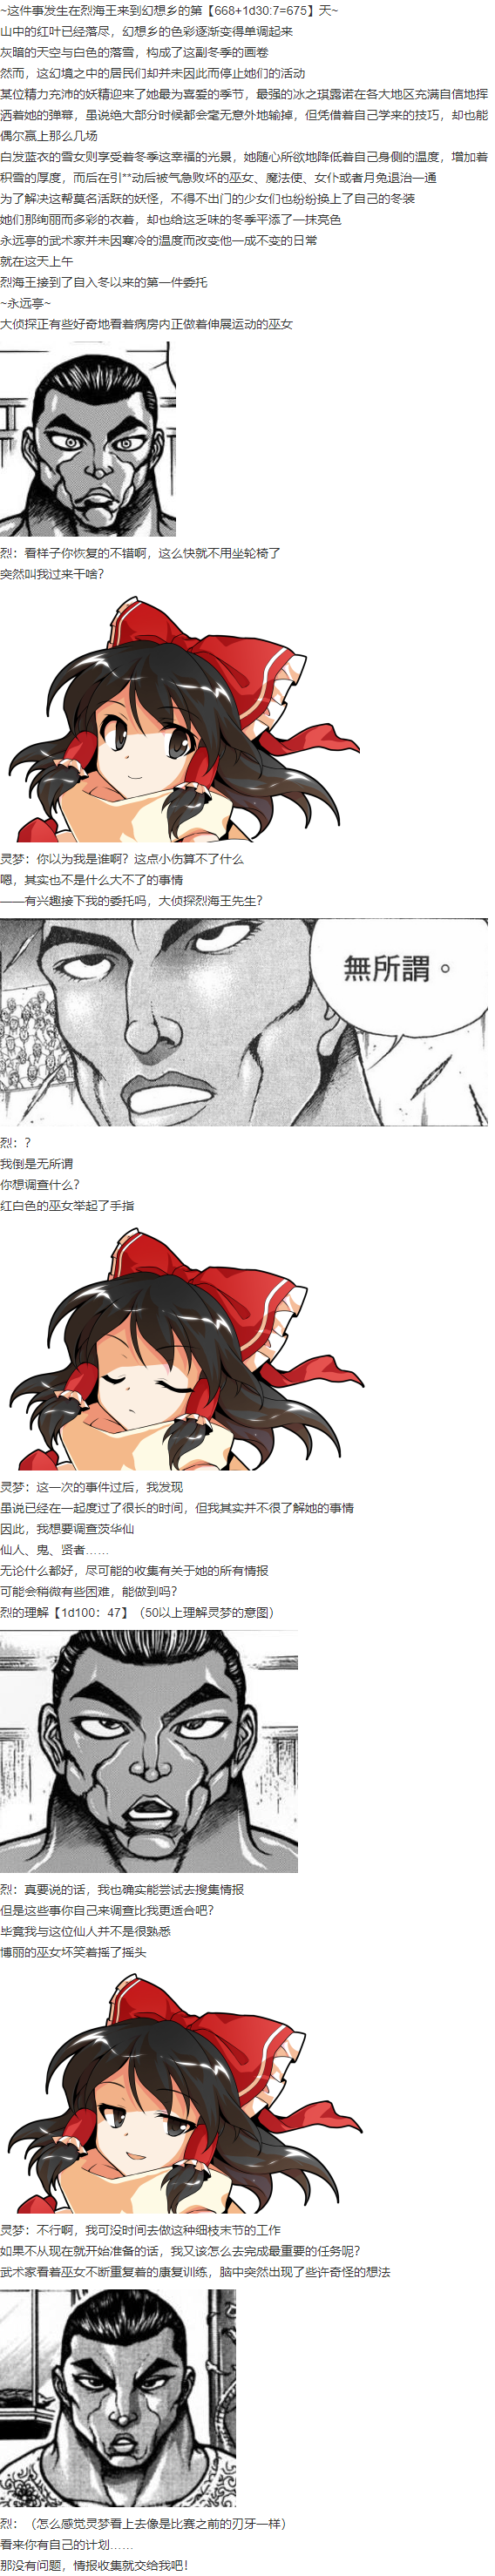 ~这件事发生在烈海王来到幻想乡的第【668+1d30:7=675】天~
山中的红叶已经落尽，幻想乡的色彩逐渐变得单调起来
灰暗的天空与白色的落雪，构成了这副冬季的画卷
然而，这幻境之中的居民们却并未因此而停止她们的活动
某位精力充沛的妖精迎来了她最为喜爱的季节，最强的冰之琪露诺在各大地区充满自信地挥
洒着她的弹幕，虽说绝大部分时候都会毫无意外地输掉，但凭借着自己学来的技巧，却也能
偶尔赢上那么几场
白发蓝衣的雪女则享受着冬季这幸福的光景，她随心所欲地降低着自己身侧的温度，增加着
积雪的厚度，而后在引**动后被气急败坏的巫女、魔法使、女仆或者月兔退治一通
为了解决这帮莫名活跃的妖怪，不得不出门的少女们也纷纷换上了自己的冬装
她们那绚丽而多彩的衣着，却也给这乏味的冬季平添了一抹亮色
永远亭的武术家并未因寒冷的温度而改变他一成不变的日常
就在这天上午
烈海王接到了自入冬以来的第一件委托
~永远亭~
大侦探正有些好奇地看着病房内正做着伸展运动的巫女
烈：看样子你恢复的不错啊，这么快就不用坐轮椅了
突然叫我过来干啥？
灵梦：你以为我是谁啊？这点小伤算不了什么
嗯，其实也不是什么大不了的事情
——有兴趣接下我的委托吗，大侦探烈海王先生？
無所謂。
烈：？
我倒是无所谓
你想调查什么？
红白色的巫女举起了手指
灵梦：这一次的事件过后，我发现
虽说已经在一起度过了很长的时间，但我其实并不很了解她的事情
因此，我想要调查茨华仙
仙人、鬼、贤者……
无论什么都好，尽可能的收集有关于她的所有情报
可能会稍微有些困难，能做到吗？
烈的理解【1d100：47】（50以上理解灵梦的意图）
烈：真要说的话，我也确实能尝试去搜集情报
但是这些事你自己来调查比我更适合吧？
毕竟我与这位仙人并不是很熟悉
博丽的巫女坏笑着摇了摇头
灵梦：不行啊，我可没时间去做这种细枝末节的工作
如果不从现在就开始准备的话，我又该怎么去完成最重要的任务呢？
武术家看着巫女不断重复着的康复训练，脑中突然出现了些许奇怪的想法
烈：（怎么感觉灵梦看上去像是比赛之前的刃牙一样）
看来你有自己的计划……
那没有问题，情报收集就交给我吧！